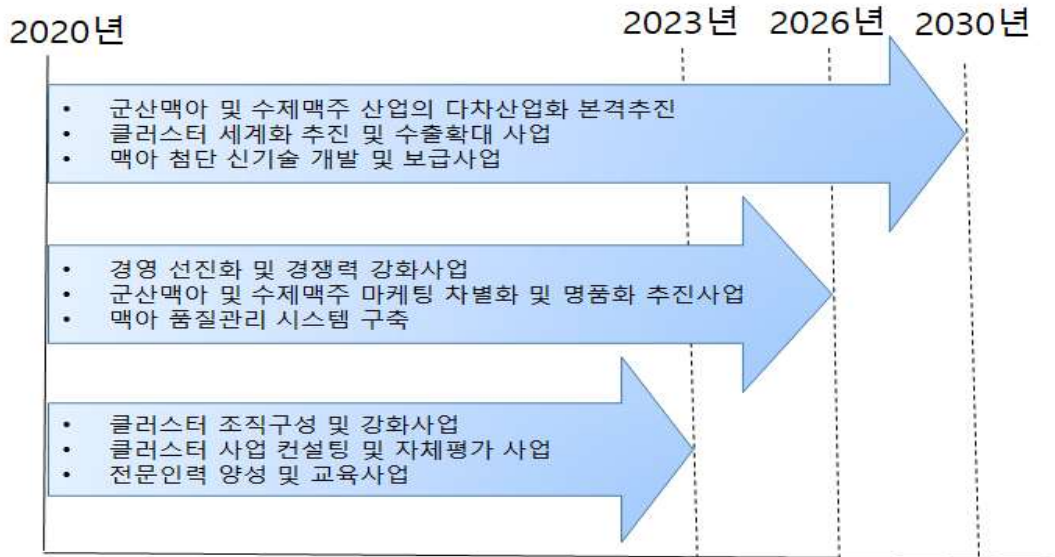 2020년
2023년
2026년
2030년
• 군산맥아 및 수제맥주 산업의 다차산업화 본격추진
• 클러스터 세계화 추진 및 수출확대 사업
• 맥아 첨단 신기술 개발 및 보급사업
• 경영 선진화 및 경쟁력 강화사업
• 군산맥아 및 수제맥주 마케팅 차별화 및 명품화 추진사업
• 맥아 품질관리 시스템 구축
• 클러스터 조직구성 및 강화사업
• 클러스터 사업 컨설팅 및 자체평가 사업
• 전문인력 양성 및 교육사업